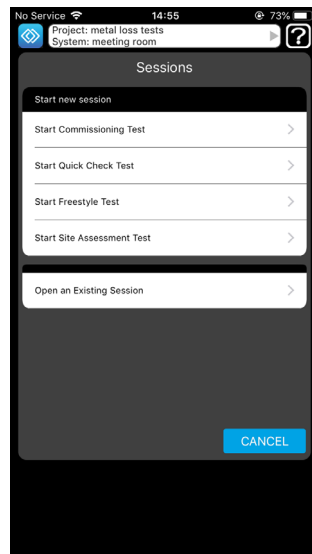 No Service 14:55 73%
Project: metal loss tests
System: meeting room
?
Sessions
Start new session
Start Commissioning Test
Start Quick Check Test
Start Freestyle Test
Start Site Assessment Test
Open an Existing Session
CANCEL